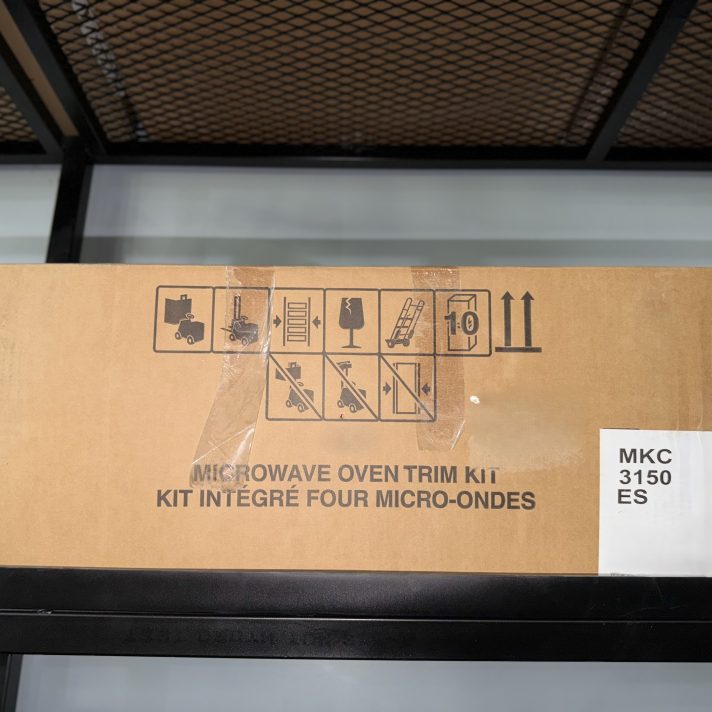 10
MICROWAVE OVEN TRIM KIT
KIT INTÉGRÉ FOUR MICRO-ONDES
MKC
3150
ES